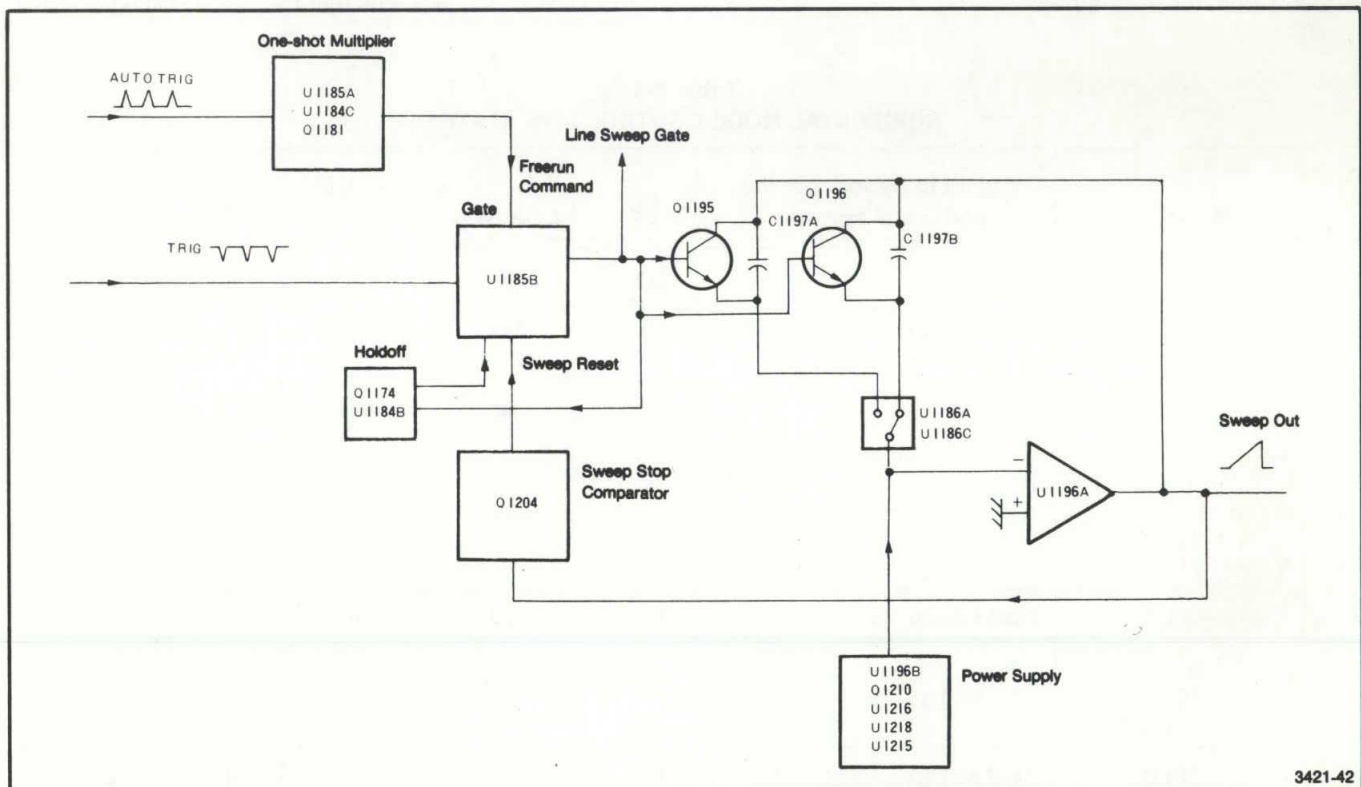 One-shot Multiplier
AUTO TRIG
U1185A
U1184C
Q1181
Line Sweep Gate
Freerun
Command
Gate
Q1195
C1197A
Q1196
C1197B
TRIG
U1185B
Holdoff
Sweep Reset
Q1174
U1184B
U1186A
U1186C
Sweep Out
Sweep Stop
Comparator
Q1204
−
+
U1196A
U1196B
Q1210
U1216
U1218
U1215
Power Supply
3421-42